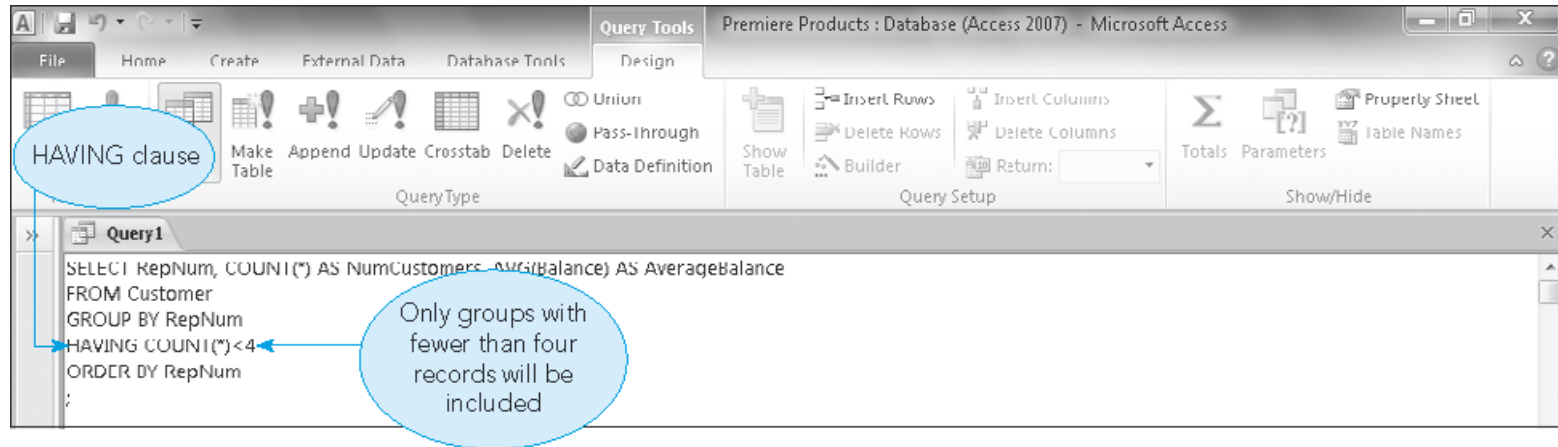 A
Query Tools
Premiere Products : Database (Access 2007) - Microsoft Access
File Home Create External Data Database Tools Design
Make Table
Append
Update
Crosstab
Delete
Union
Pass-Through
Data Definition
Query Type
Show Table
Insert Rows
Delete Rows
Builder
Insert Columns
Delete Columns
Return:
Query Setup
Totals
Parameters
Property Sheet
Table Names
Show/Hide
HAVING clause
Query1
SELECT RepNum, COUNT(*) AS NumCustomers, AVG(Balance) AS AverageBalance
FROM Customer
GROUP BY RepNum
HAVING COUNT(*)<4
ORDER BY RepNum
;
Only groups with
fewer than four
records will be
included